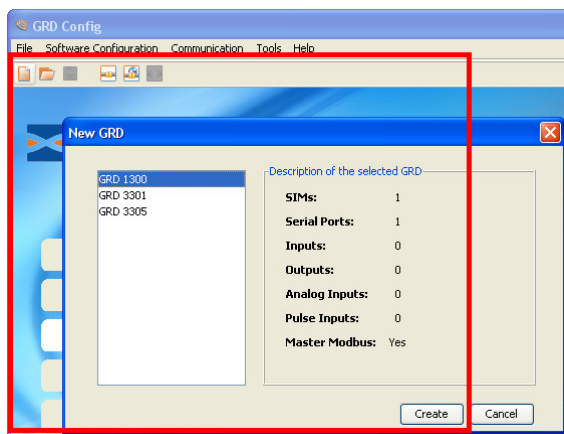 GRD Config
File Software Configuration Communication Tools Help
New GRD
GRD 1300
GRD 3301
GRD 3305
Description of the selected GRD
SIMs: 1
Serial Ports: 1
Inputs: 0
Outputs: 0
Analog Inputs: 0
Pulse Inputs: 0
Master Modbus: Yes
Create Cancel